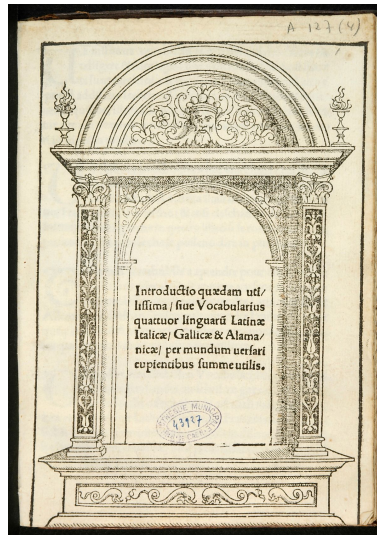 A-127(4)
Introductio quædam uti/
lissima / siue Vocabularius
quattuor linguarū Latinæ
Italicæ / Gallicæ & Alama/
nicæ / per mundum uersari
cupientibus summe utilis.
43927